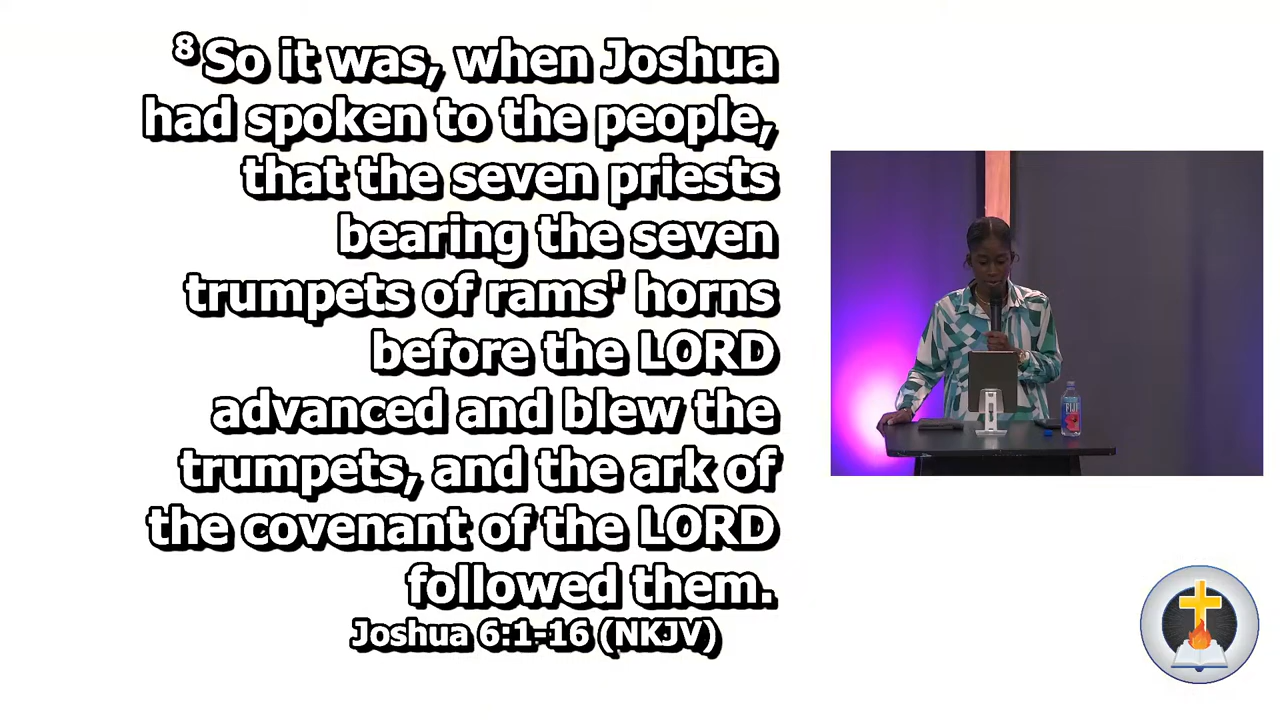 8 So it was, when Joshua
had spoken to the people,
that the seven priests
bearing the seven
trumpets of rams' horns
before the LORD
advanced and blew the
trumpets, and the ark of
the covenant of the LORD
followed them.
Joshua 6:1-16 (NKJV)
FIJI